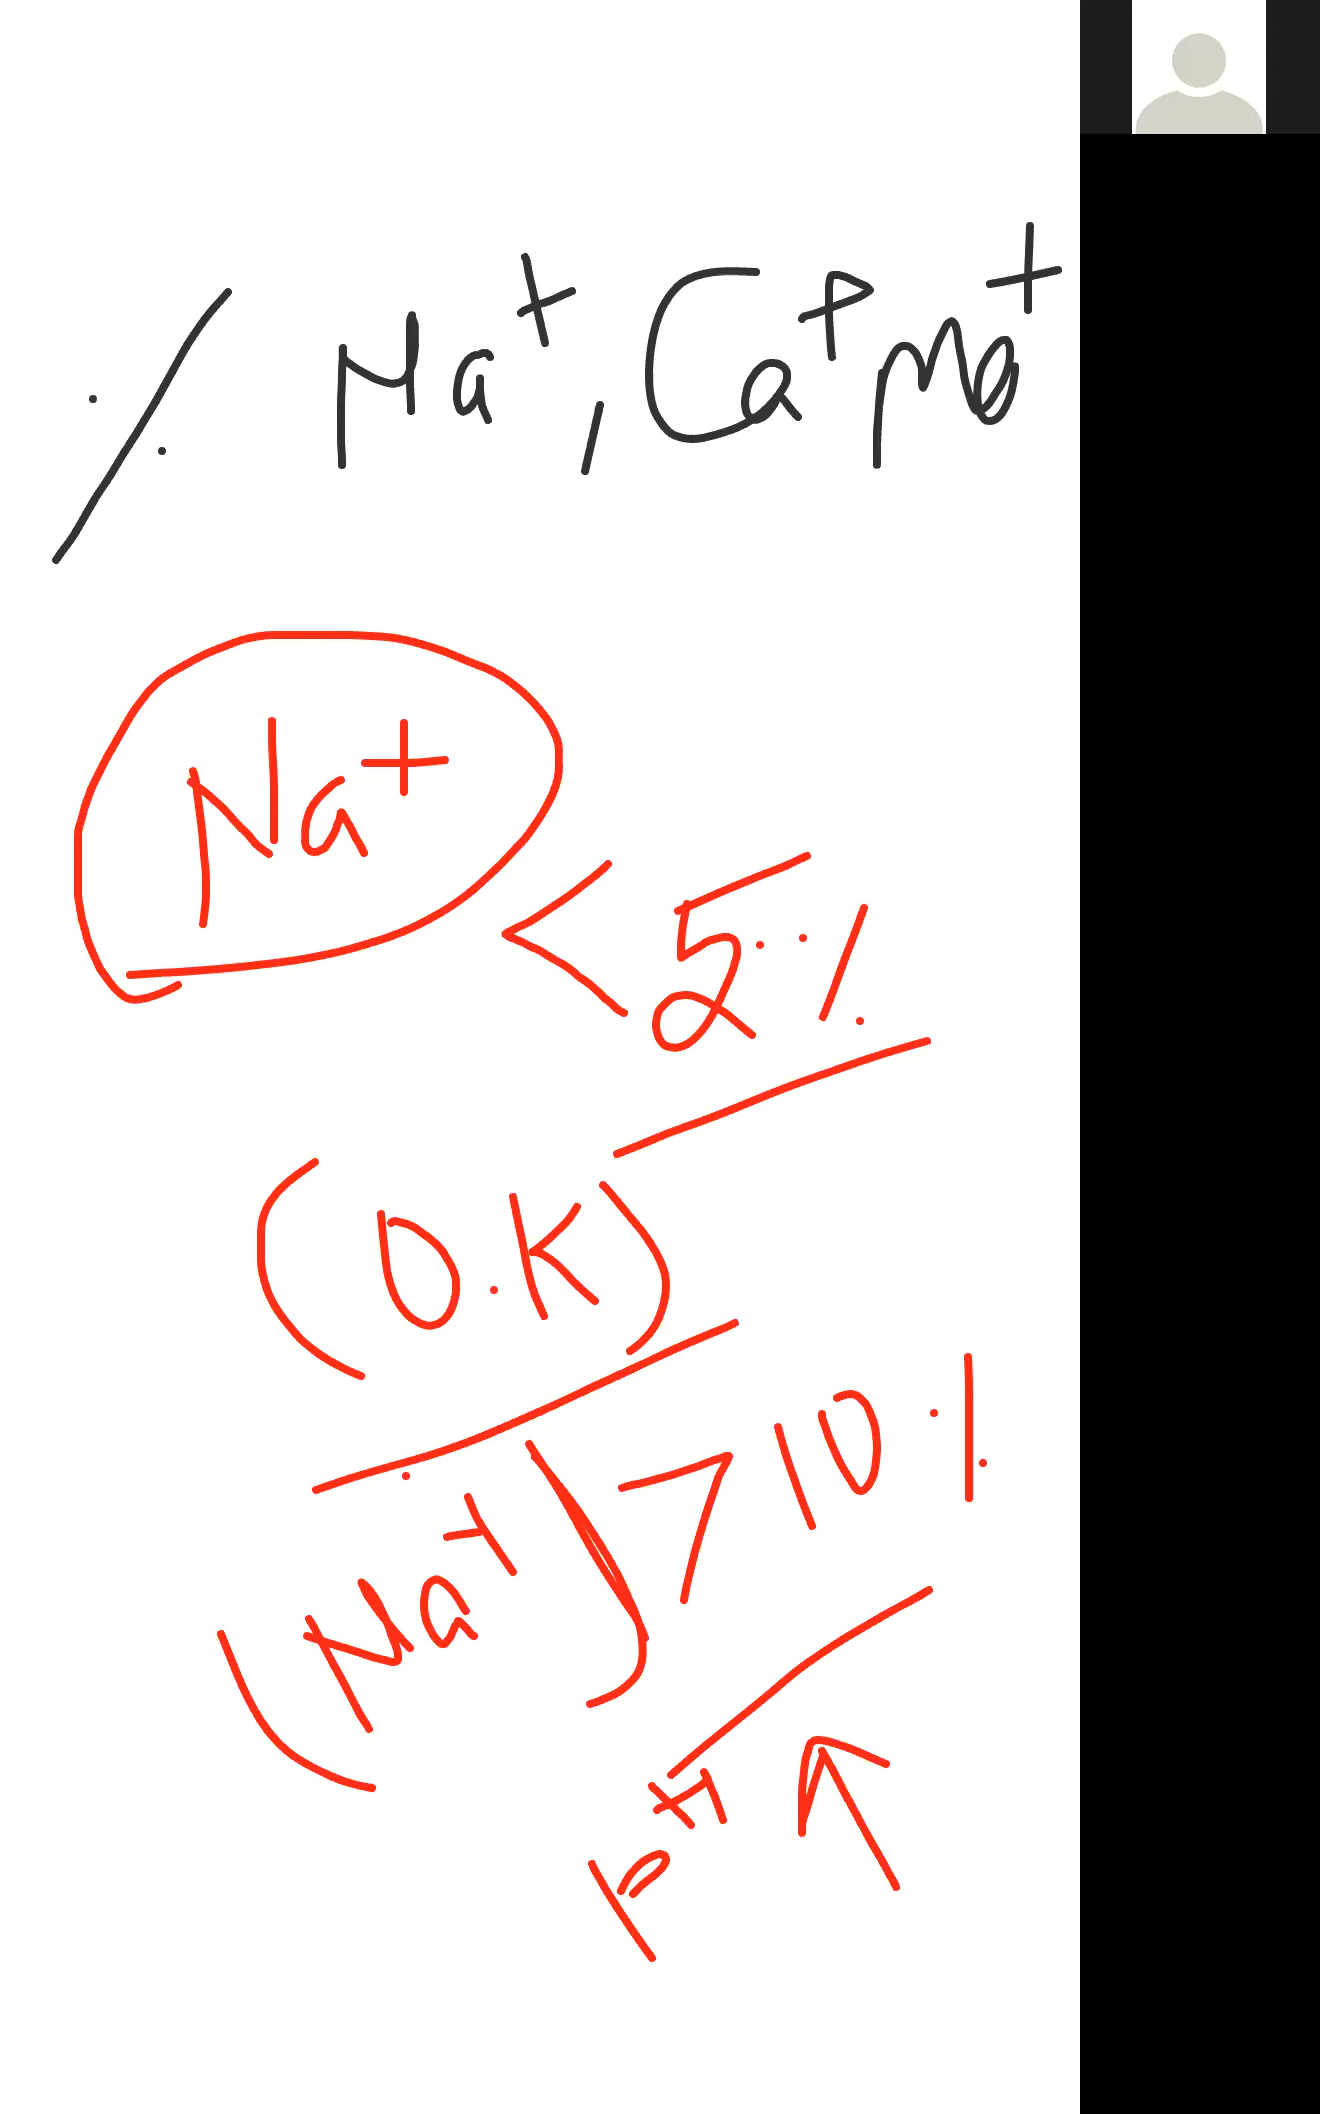 % Na⁺, Ca⁺ Mg⁺
Na⁺ < 5%
(O.K)
(Na⁺) > 10%
pH ↑